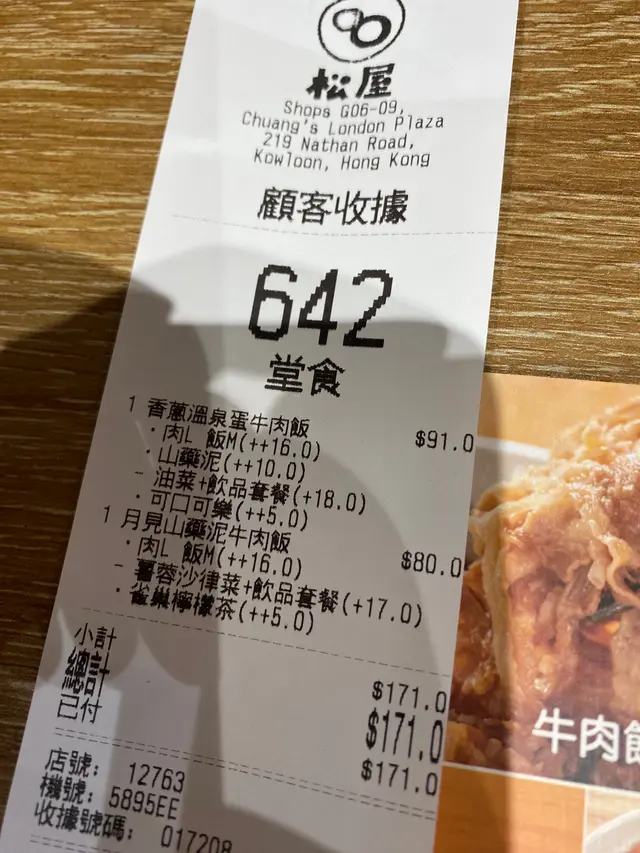 松屋
Shops G06-09,
Chuang's London Plaza
219 Nathan Road,
Kowloon, Hong Kong
顧客收據
642
堂食
1 香蔥溫泉蛋牛肉飯 $91.0
·肉L 飯M(++16.0)
·山藥泥(++10.0)
- 油菜+飲品套餐(+18.0)
·可口可樂(++5.0)
1 月見山藥泥牛肉飯 $80.0
·肉L 飯M(++16.0)
- 薯蓉沙律菜+飲品套餐(+17.0)
·雀巢檸檬茶(++5.0)
小計 $171.0
總計 $171.0
已付 $171.0
店號: 12763
機號: 5895EE
收據號碼: 017208
牛肉飯